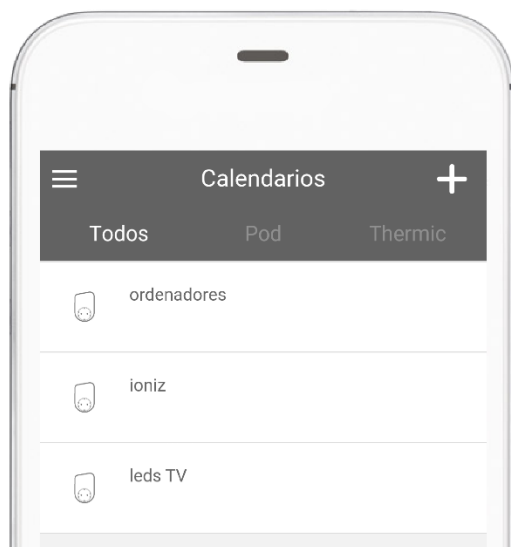 Calendarios
Todos Pod Thermic
ordenadores
ioniz
leds TV